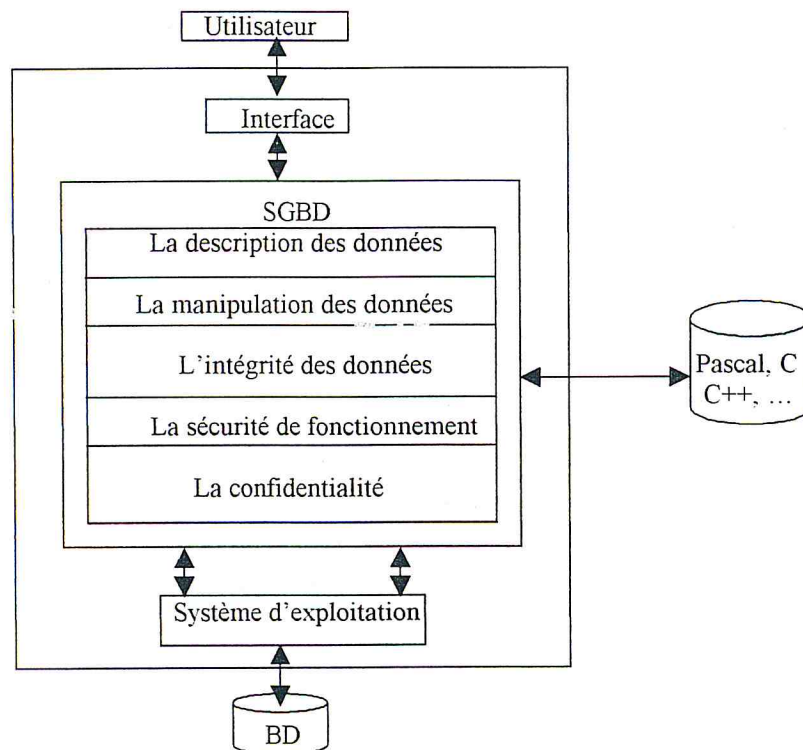 Utilisateur
Interface
SGBD
La description des données
La manipulation des données
L'intégrité des données
La sécurité de fonctionnement
La confidentialité
Pascal, C
C++, ...
Système d'exploitation
BD